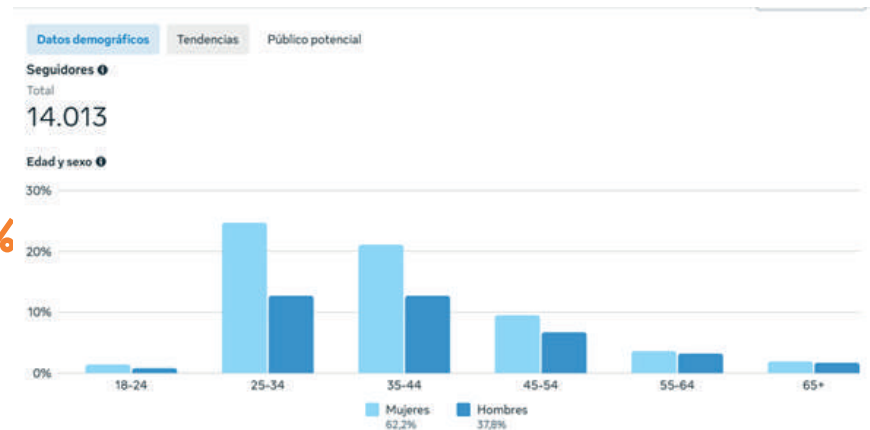 Datos demográficos Tendencias Público potencial
Seguidores
Total
14.013
Edad y sexo
30%
20%
10%
0%
18-24 25-34 35-44 45-54 55-64 65+
Mujeres Hombres
62,2% 37,8%